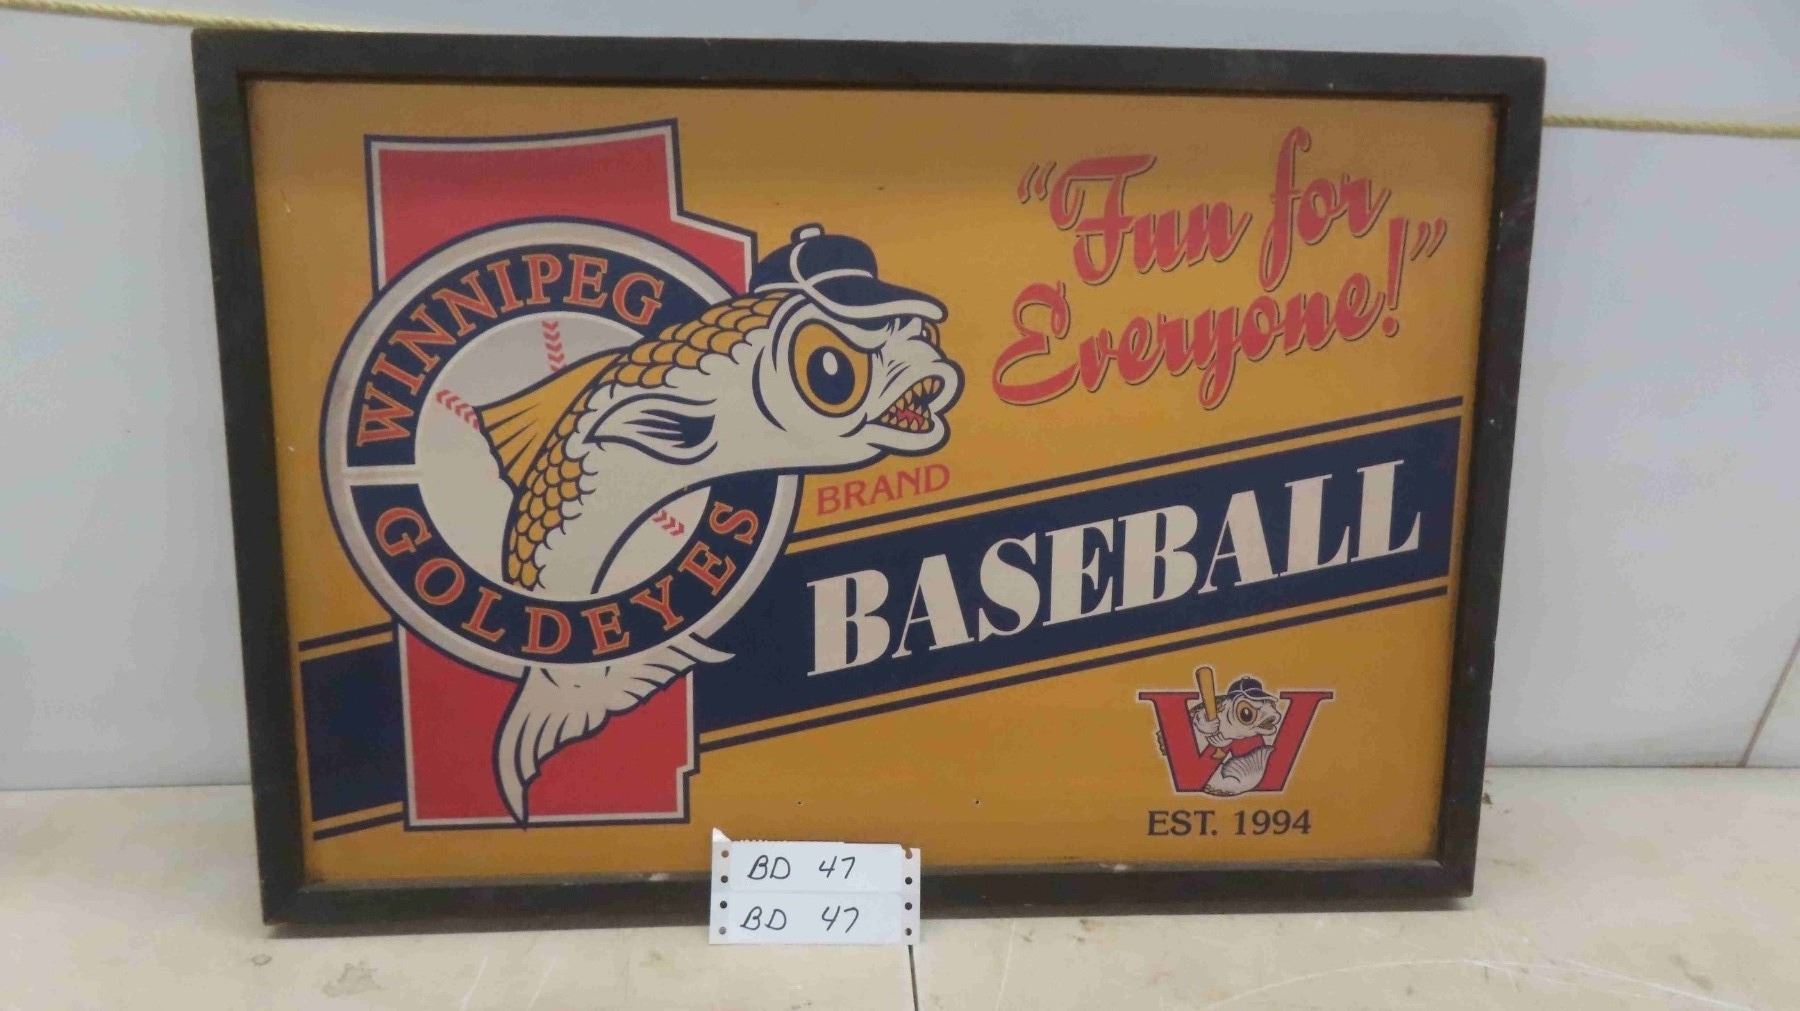 WINNIPEG
GOLDEYES
“Fun for
Everyone!”
BRAND
BASEBALL
W
EST. 1994
BD 47
BD 47